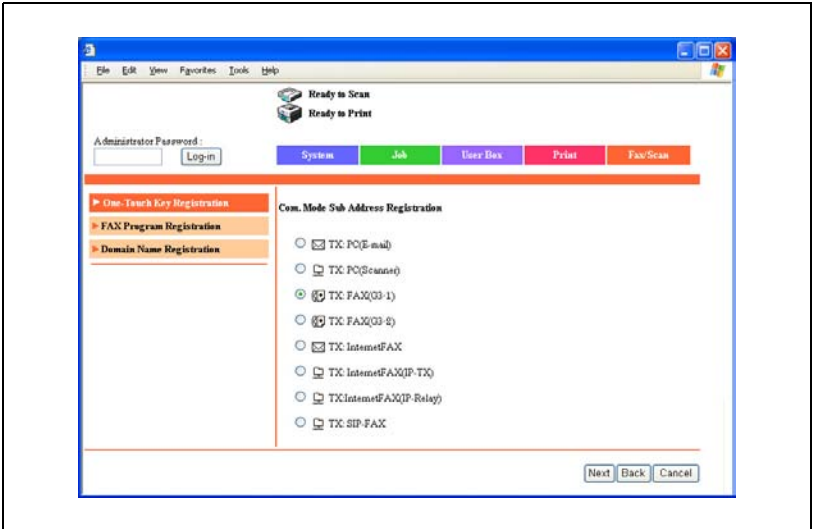 File Edit View Favorites Tools Help
Ready to Scan
Ready to Print
Administrator Password :
Log-in
System Job User Box Print Fax/Scan
One-Touch Key Registration
FAX Program Registration
Domain Name Registration
Com. Mode Sub Address Registration
TX: PC(E-mail)
TX: PC(Scanner)
TX: FAX(G3-1)
TX: FAX(G3-2)
TX: InternetFAX
TX: InternetFAX(IP-TX)
TX:InternetFAX(IP-Relay)
TX: SIP-FAX
Next Back Cancel